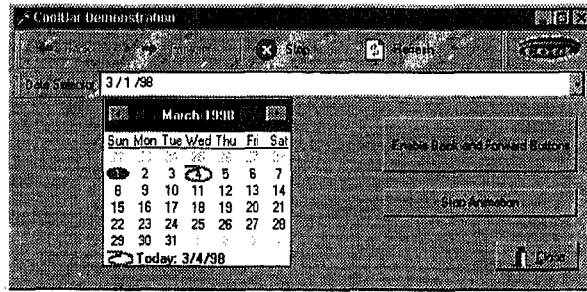 CoolBar Demonstration
Stop Refresh
Date Selector 3/1/98
March 1998
Sun Mon Tue Wed Thu Fri Sat
2 3 4 5 6 7
8 9 10 11 12 13 14
15 16 17 18 19 20 21
22 23 24 25 26 27 28
29 30 31
Today: 3/4/98
Enable Back and Forward Buttons
Stop Animation
Close